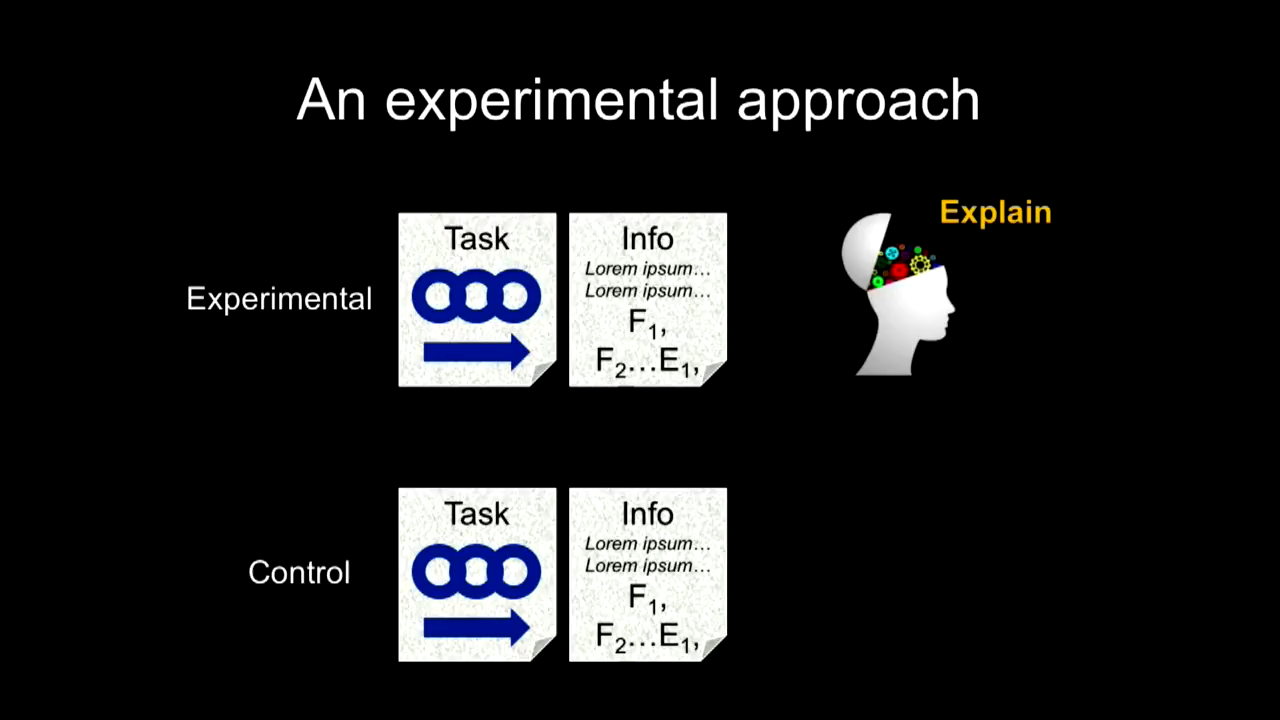 An experimental approach
Explain
Experimental
Task
Info
Lorem ipsum…
Lorem ipsum…
F₁,
F₂…E₁,
Control
Task
Info
Lorem ipsum…
Lorem ipsum…
F₁,
F₂…E₁,